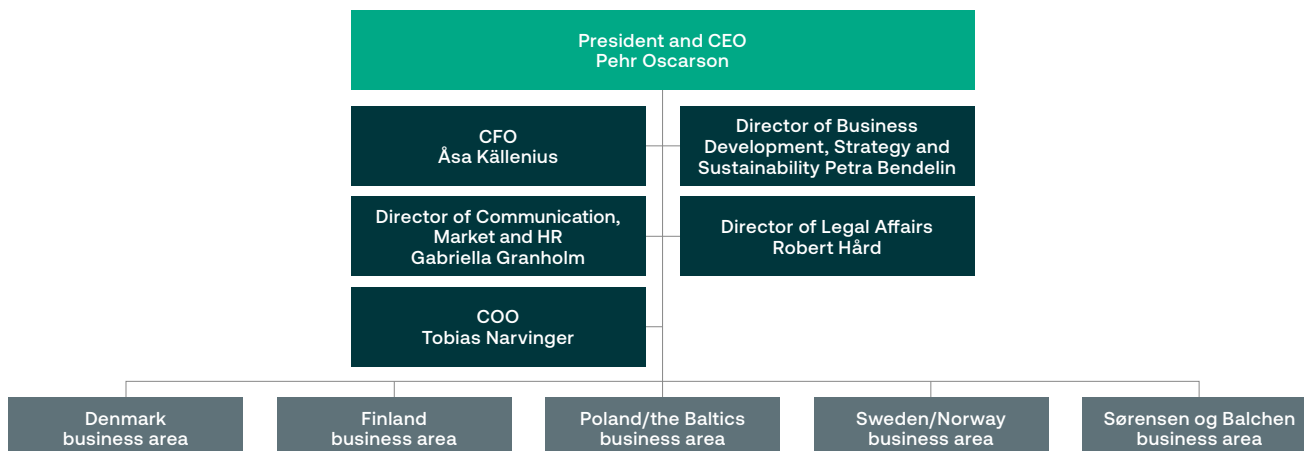 President and CEO
Pehr Oscarson
CFO
Åsa Källenius
Director of Business
Development, Strategy and
Sustainability Petra Bendelin
Director of Communication,
Market and HR
Gabriella Granholm
Director of Legal Affairs
Robert Hård
COO
Tobias Narvinger
Denmark
business area
Finland
business area
Poland/the Baltics
business area
Sweden/Norway
business area
Sørensen og Balchen
business area